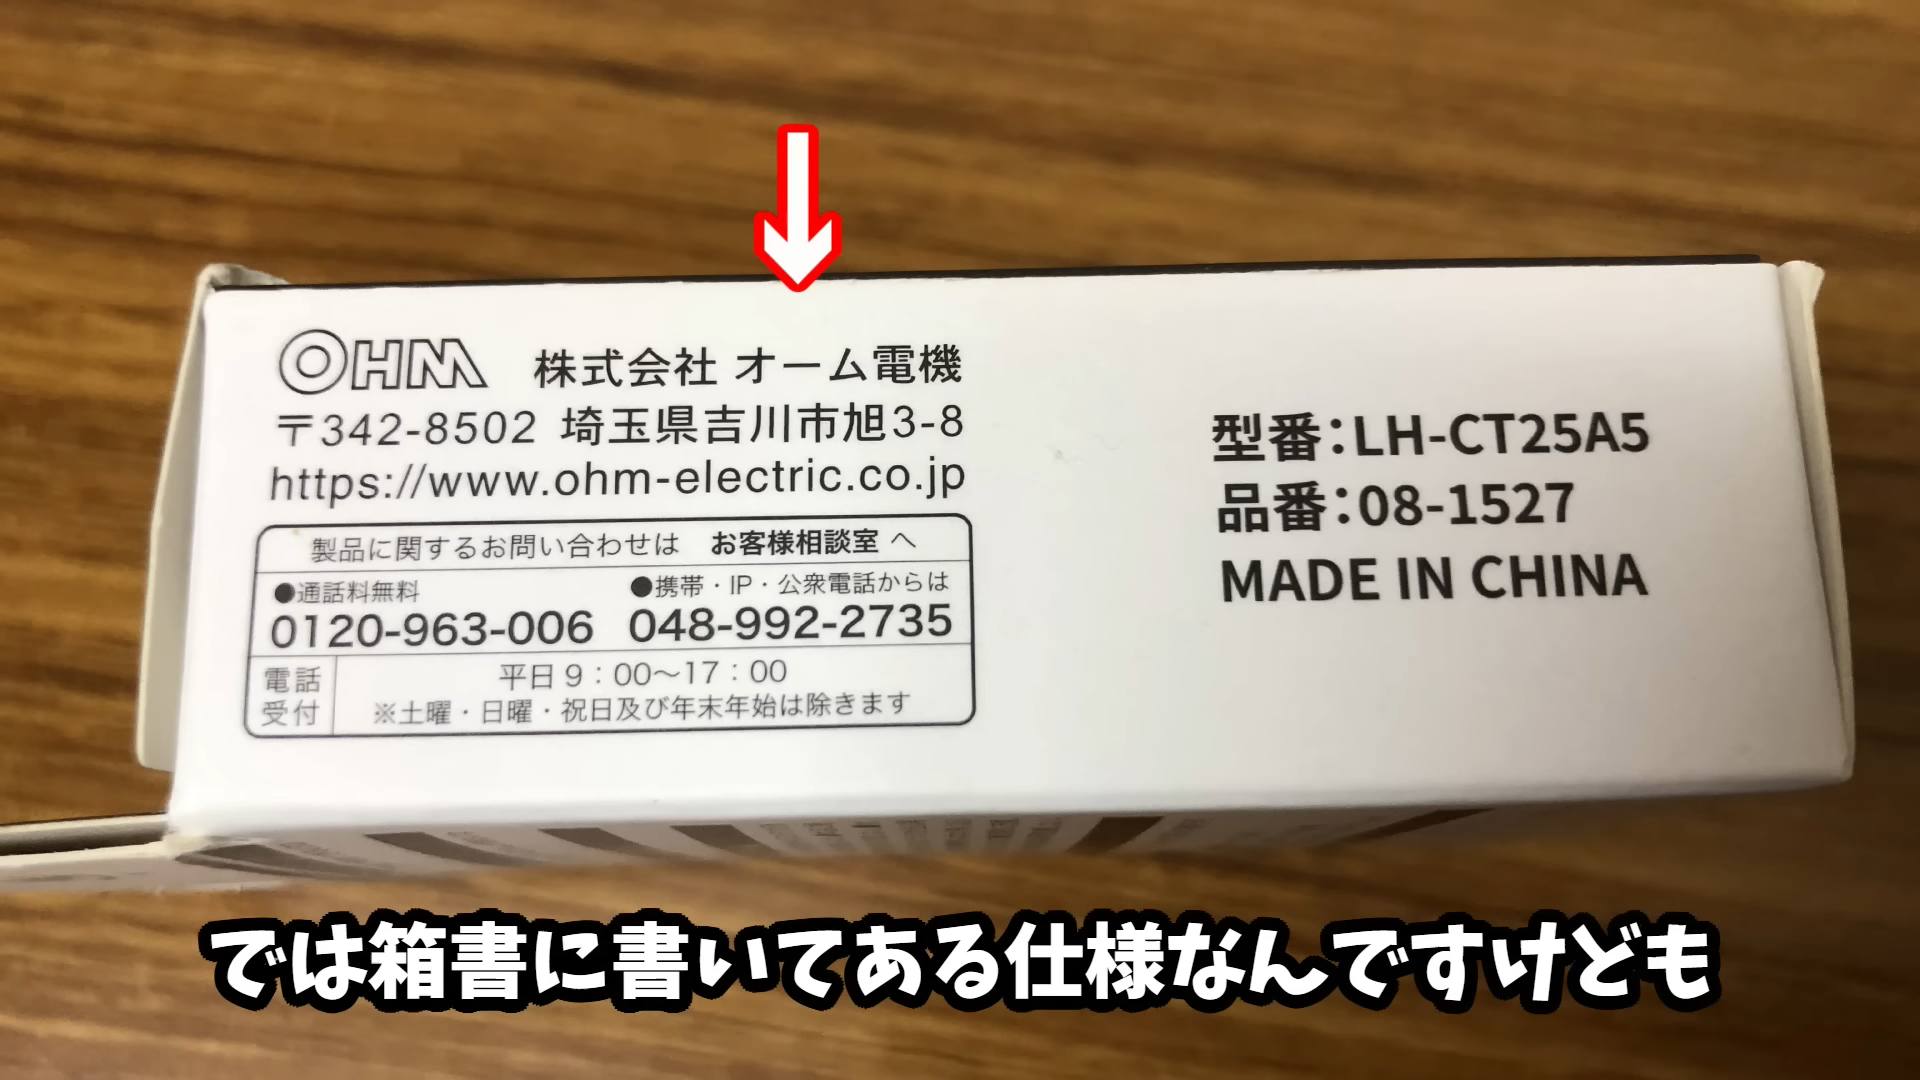 OHM 株式会社 オーム電機
〒342-8502 埼玉県吉川市旭3-8
https://www.ohm-electric.co.jp
製品に関するお問い合わせは お客様相談室 へ
●通話料無料 ●携帯・IP・公衆電話からは
0120-963-006 048-992-2735
電話受付
平日9：00〜17：00
※土曜・日曜・祝日及び年末年始は除きます
型番：LH-CT25A5
品番：08-1527
MADE IN CHINA
では箱書に書いてある仕様なんですけども